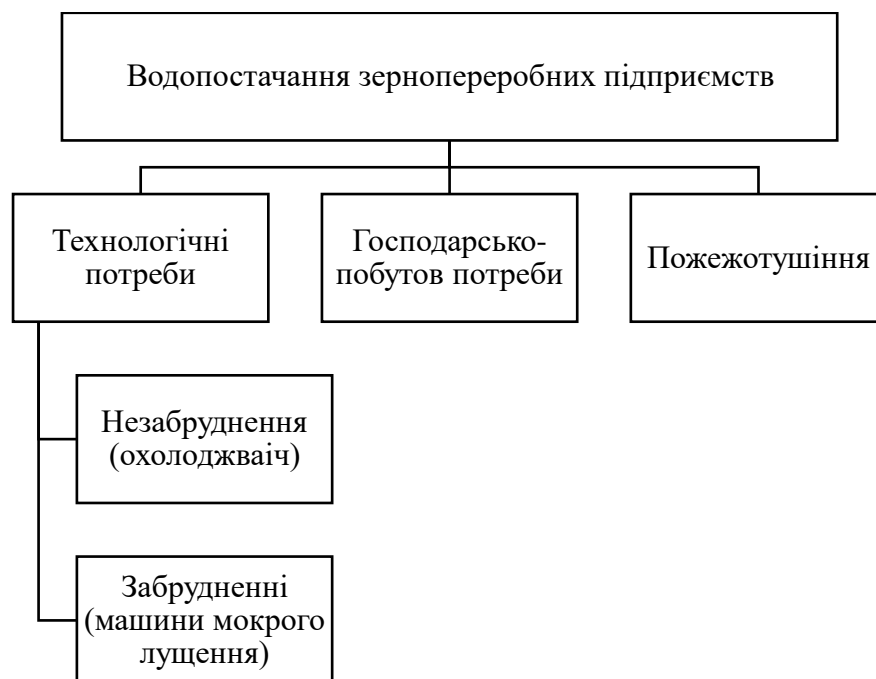 Водопостачання зернопереробних підприємств
Технологічні
потреби
Господарсько-
побутов потреби
Пожежотушіння
Незабруднення
(охолоджваіч)
Забрудненні
(машини мокрого
лущення)